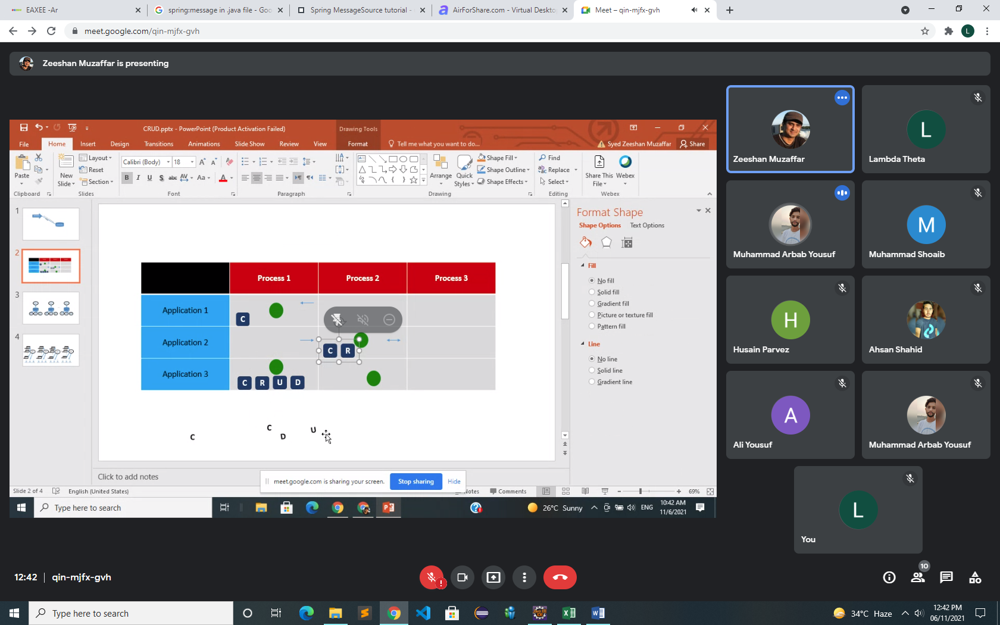 EAXEE -Ar
spring:message in .java file - Goo
Spring MessageSource tutorial -
AirForShare.com - Virtual Deskto
Meet – qin-mjfx-gvh
meet.google.com/qin-mjfx-gvh
L
Zeeshan Muzaffar is presenting
CRUD.pptx - PowerPoint (Product Activation Failed)
Drawing Tools
File
Home
Insert
Design
Transitions
Animations
Slide Show
Review
View
Format
Tell me what you want to do...
Syed Zeeshan Muzaffar
Share
Paste
New
Slide
Layout
Reset
Section
Calibri (Body)
18
B I U S abc AV Aa A
Arrange
Quick
Styles
Shape Fill
Shape Outline
Shape Effects
Find
Replace
Select
Share This
File
Webex
Clipboard
Slides
Font
Paragraph
Drawing
Editing
Webex
1
2
3
4
Process 1
Process 2
Process 3
Application 1
C
Application 2
C R
Application 3
C R U D
C
C
D
U
Format Shape
Shape Options
Text Options
Fill
No fill
Solid fill
Gradient fill
Picture or texture fill
Pattern fill
Line
No line
Solid line
Gradient line
Click to add notes
meet.google.com is sharing your screen.
Stop sharing
Hide
Slide 2 of 4
English (United States)
Notes
Comments
69%
Type here to search
26°C Sunny
ENG
10:42 AM
11/6/2021
Zeeshan Muzaffar
L
Lambda Theta
Muhammad Arbab Yousuf
M
Muhammad Shoaib
H
Husain Parvez
Ahsan Shahid
A
Ali Yousuf
Muhammad Arbab Yousuf
L
You
12:42 | qin-mjfx-gvh
10
Type here to search
34°C Haze
12:42 PM
06/11/2021